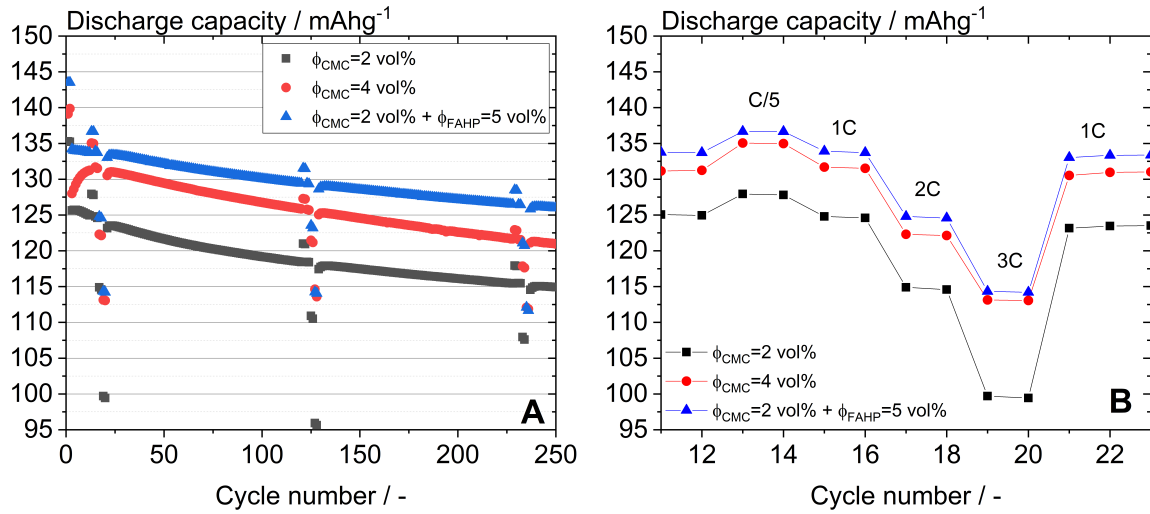 Discharge capacity / mAhg⁻¹
150
145
140
135
130
125
120
115
110
105
100
95
0 50 100 150 200 250
Cycle number / -
ϕCMC=2 vol%
ϕCMC=4 vol%
ϕCMC=2 vol% + ϕFAHP=5 vol%
A
Discharge capacity / mAhg⁻¹
150
145
140
135
130
125
120
115
110
105
100
95
12 14 16 18 20 22
Cycle number / -
C/5
1C
2C
3C
1C
ϕCMC=2 vol%
ϕCMC=4 vol%
ϕCMC=2 vol% + ϕFAHP=5 vol%
B